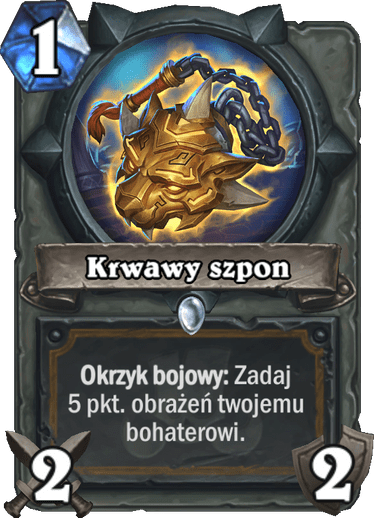 1
Krwawy szpon
Okrzyk bojowy: Zadaj
5 pkt. obrażeń twojemu
bohaterowi.
2
2